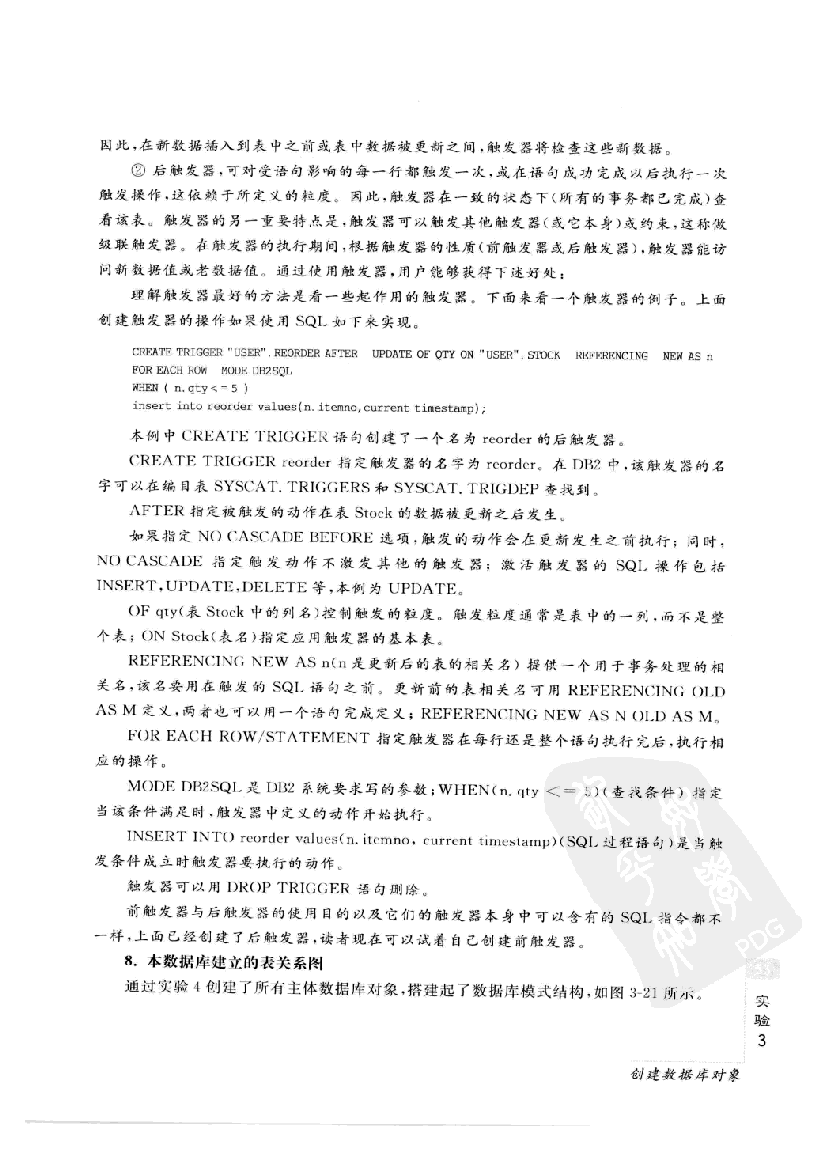 因此,在新数据插入到表中之前或表中数据被更新之间,触发器将检查这些新数据。
② 后触发器,可对受语句影响的每一行都触发一次,或在语句成功完成以后执行一次
触发操作,这依赖于所定义的粒度。因此,触发器在一致的状态下(所有的事务都已完成)查
看该表。触发器的另一重要特点是,触发器可以触发其他触发器(或它本身)或约束,这称做
级联触发器。在触发器的执行期间,根据触发器的性质(前触发器或后触发器),触发器能访
问新数据值或老数据值。通过使用触发器,用户能够获得下述好处:
理解触发器最好的方法是看一些起作用的触发器。下面来看一个触发器的例子。上面
创建触发器的操作如果使用 SQL 如下来实现。
CREATE TRIGGER "USER".REORDER AFTER UPDATE OF QTY ON "USER".STOCK REFERENCING NEW AS n
FOR EACH ROW MODE DB2SQL
WHEN ( n.qty<=5 )
insert into reorder values(n.itemno,current timestamp);
本例中 CREATE TRIGGER 语句创建了一个名为 reorder 的后触发器。
CREATE TRIGGER reorder 指定触发器的名字为 reorder。在 DB2 中,该触发器的名
字可以在编目表 SYSCAT.TRIGGERS 和 SYSCAT.TRIGDEP 查找到。
AFTER 指定被触发的动作在表 Stock 的数据被更新之后发生。
如果指定 NO CASCADE BEFORE 选项,触发的动作会在更新发生之前执行;同时,
NO CASCADE 指定触发动作不激发其他的触发器;激活触发器的 SQL 操作包括
INSERT,UPDATE,DELETE 等,本例为 UPDATE。
OF qty(表 Stock 中的列名)控制触发的粒度。触发粒度通常是表中的一列,而不是整
个表;ON Stock(表名)指定应用触发器的基本表。
REFERENCING NEW AS n(n 是更新后的表的相关名)提供一个用于事务处理的相
关名,该名要用在触发的 SQL 语句之前。更新前的表相关名可用 REFERENCING OLD
AS M 定义,两者也可以用一个语句完成定义;REFERENCING NEW AS N OLD AS M。
FOR EACH ROW/STATEMENT 指定触发器在每行还是整个语句执行完后,执行相
应的操作。
MODE DB2SQL 是 DB2 系统要求写的参数;WHEN(n.qty <= 5)(查找条件)指定
当该条件满足时,触发器中定义的动作开始执行。
INSERT INTO reorder values(n.itemno, current timestamp)(SQL 过程语句)是当触
发条件成立时触发器要执行的动作。
触发器可以用 DROP TRIGGER 语句删除。
前触发器与后触发器的使用目的以及它们的触发器本身中可以含有的 SQL 指令都不
一样,上面已经创建了后触发器,读者现在可以试着自己创建前触发器。
8. 本数据库建立的表关系图
通过实验 4 创建了所有主体数据库对象,搭建起了数据库模式结构,如图 3-21 所示。
PDG
实
验
3
创建数据库对象